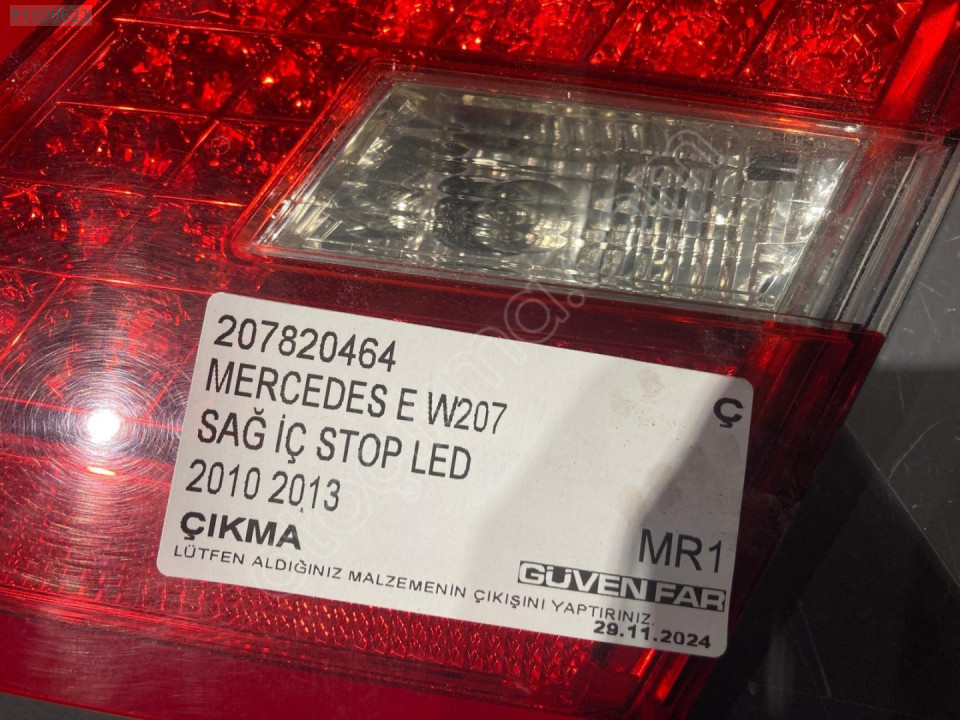 207820464
MERCEDES E W207
SAĞ İÇ STOP LED
2010 2013
Ç
ÇIKMA
MR1
GÜVEN FAR
LÜTFEN ALDIĞINIZ MALZEMENİN ÇIKIŞINI YAPTIRINIZ.
29.11.2024